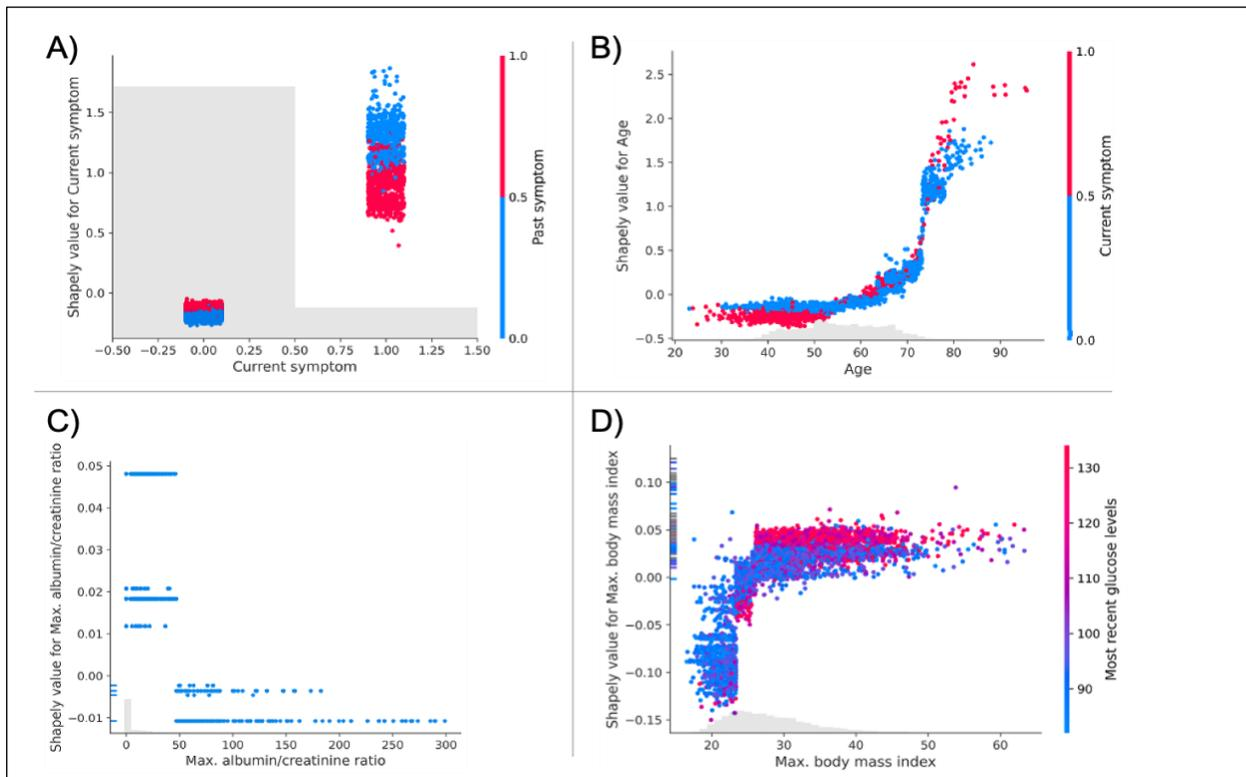 A)
Shapely value for Current symptom
1.5
1.0
0.5
0.0
−0.50 −0.25 0.00 0.25 0.50 0.75 1.00 1.25 1.50
Current symptom
1.0
0.5
0.0
Past symptom
B)
Shapely value for Age
2.5
2.0
1.5
1.0
0.5
0.0
−0.5
20 30 40 50 60 70 80 90
Age
1.0
0.5
0.0
Current symptom
C)
Shapely value for Max. albumin/creatinine ratio
0.05
0.04
0.03
0.02
0.01
0.00
−0.01
0 50 100 150 200 250 300
Max. albumin/creatinine ratio
D)
Shapely value for Max. body mass index
0.10
0.05
0.00
−0.05
−0.10
−0.15
20 30 40 50 60
Max. body mass index
130
120
110
100
90
Most recent glucose levels